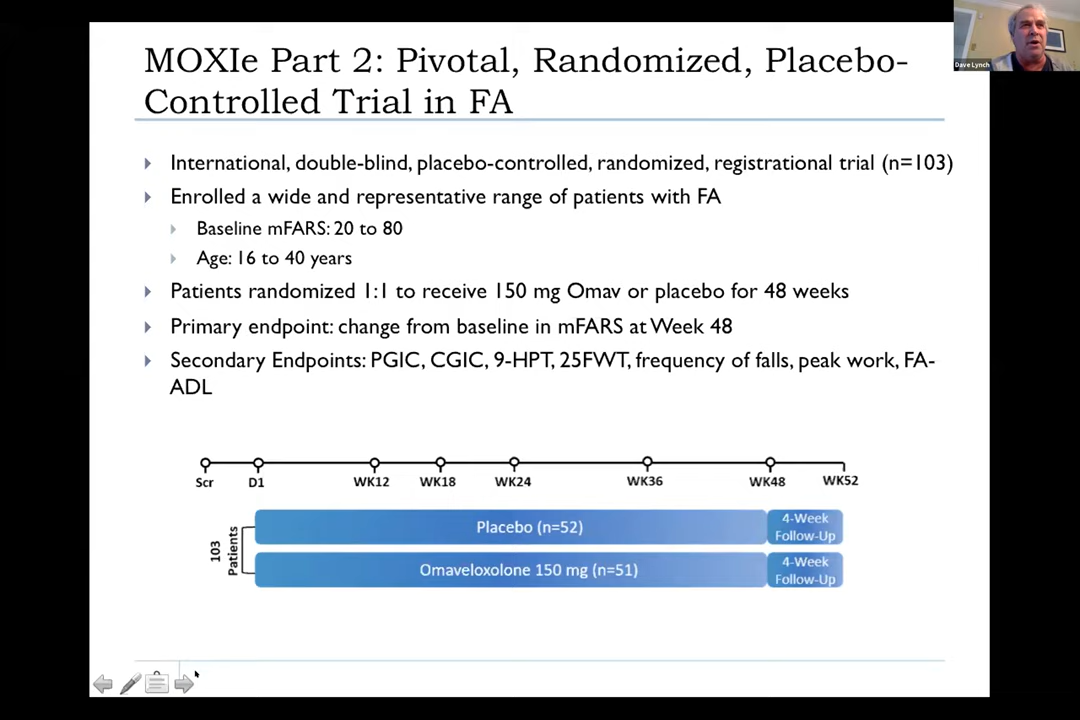 MOXIe Part 2: Pivotal, Randomized, Placebo-
Controlled Trial in FA
Dave Lynch
International, double-blind, placebo-controlled, randomized, registrational trial (n=103)
Enrolled a wide and representative range of patients with FA
Baseline mFARS: 20 to 80
Age: 16 to 40 years
Patients randomized 1:1 to receive 150 mg Omav or placebo for 48 weeks
Primary endpoint: change from baseline in mFARS at Week 48
Secondary Endpoints: PGIC, CGIC, 9-HPT, 25FWT, frequency of falls, peak work, FA-
ADL
Scr D1 WK12 WK18 WK24 WK36 WK48 WK52
103
Patients
Placebo (n=52)
4-Week
Follow-Up
Omaveloxolone 150 mg (n=51)
4-Week
Follow-Up